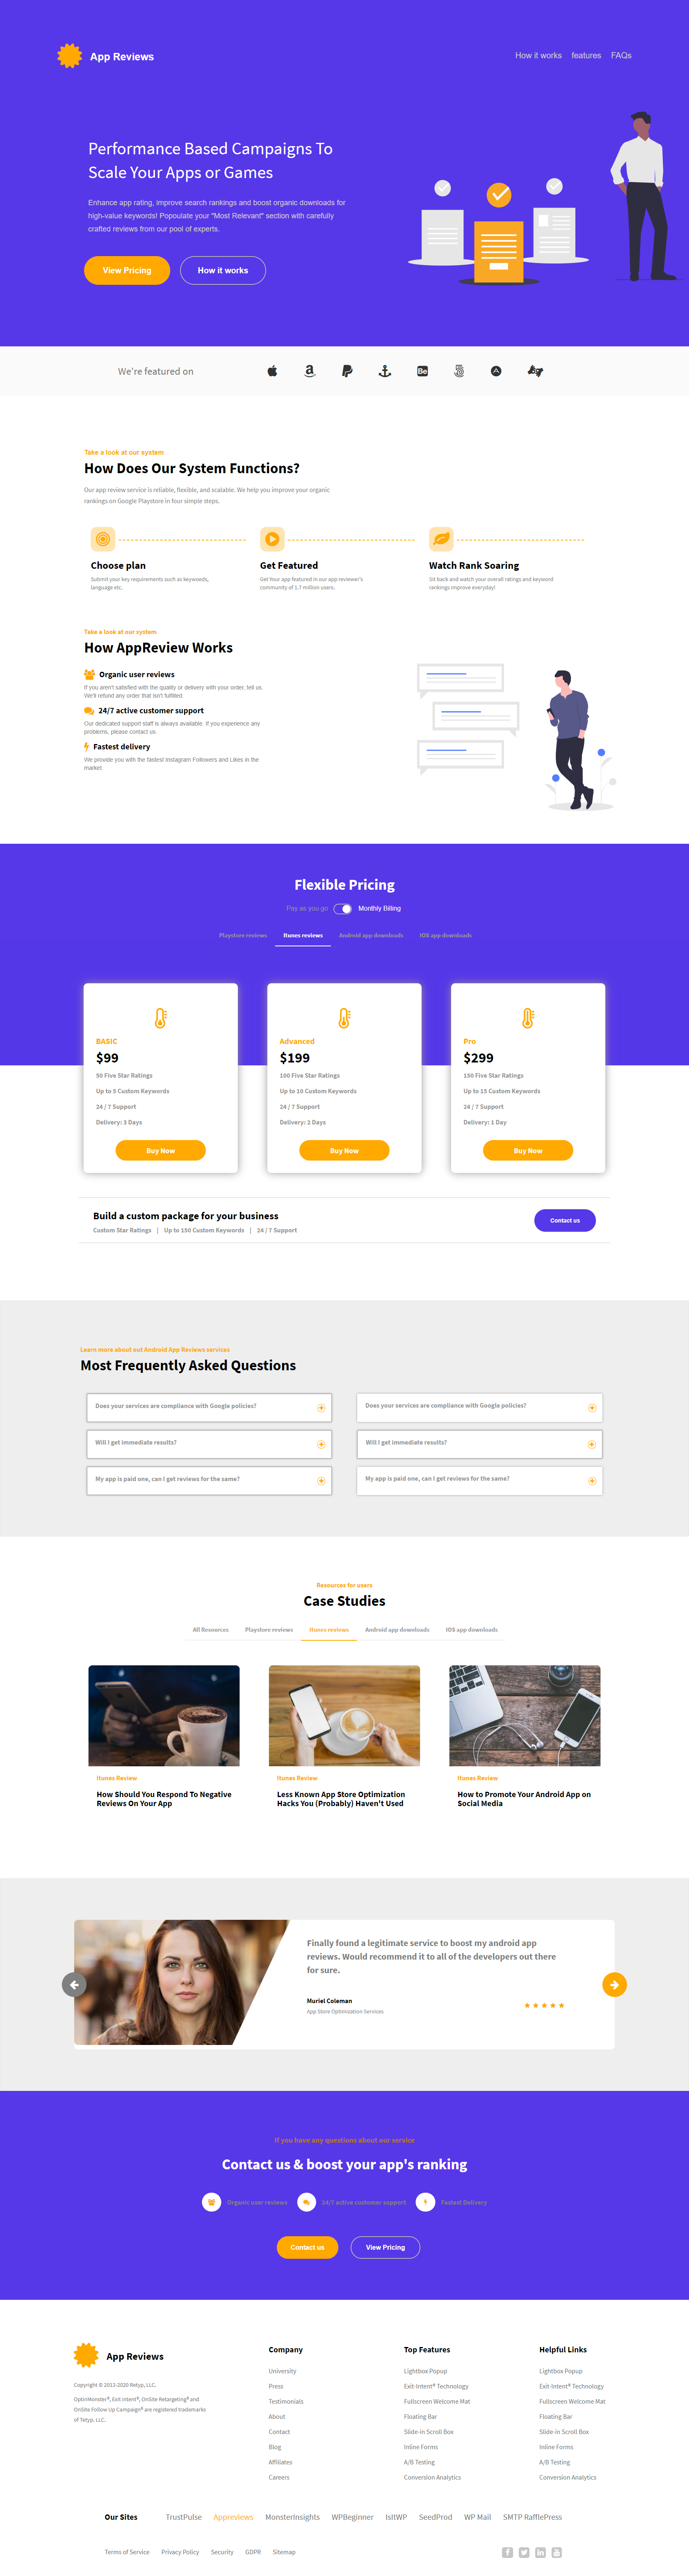 App Reviews
How it works features FAQs
Performance Based Campaigns To
Scale Your Apps or Games
Enhance app rating, improve search rankings and boost organic downloads for
high-value keywords! Popoulate your "Most Relevant" section with carefully
crafted reviews from our pool of experts.
View Pricing How it works
We're featured on
Bē
Take a look at our system
How Does Our System Functions?
Our app review service is reliable, flexible, and scalable. We help you improve your organic
rankings on Google Playstore in four simple steps.
Choose plan
Submit your key requirements such as keywoeds,
language etc.
Get Featured
Get Your app featured in our app reviewer's
community of 1.7 million users.
Watch Rank Soaring
Sit back and watch your overall ratings and keyword
rankings improve everyday!
Take a look at our system
How AppReview Works
Organic user reviews
If you aren't satisfied with the quality or delivery with your order, tell us.
We'll refund any order that isn't fulfilled.
24/7 active customer support
Our dedicated support staff is always available. If you experience any
problems, please contact us.
Fastest delivery
We provide you with the fastest Instagram Followers and Likes in the
market.
Flexible Pricing
Pay as you go Monthly Billing
Playstore reviews Itunes reviews Android app downloads IOS app downloads
BASIC
$99
50 Five Star Ratings
Up to 5 Custom Keywords
24 / 7 Support
Delivery: 3 Days
Buy Now
Advanced
$199
100 Five Star Ratings
Up to 10 Custom Keywords
24 / 7 Support
Delivery: 2 Days
Buy Now
Pro
$299
150 Five Star Ratings
Up to 15 Custom Keywords
24 / 7 Support
Delivery: 1 Day
Buy Now
Build a custom package for your business
Custom Star Ratings | Up to 150 Custom Keywords | 24 / 7 Support
Contact us
Learn more about out Android App Reviews services
Most Frequently Asked Questions
Does your services are compliance with Google policies?
Does your services are compliance with Google policies?
Will I get immediate results?
Will I get immediate results?
My app is paid one, can I get reviews for the same?
My app is paid one, can I get reviews for the same?
Resources for users
Case Studies
All Resources Playstore reviews Itunes reviews Android app downloads IOS app downloads
Itunes Review
How Should You Respond To Negative
Reviews On Your App
Itunes Review
Less Known App Store Optimization
Hacks You (Probably) Haven't Used
Itunes Review
How to Promote Your Android App on
Social Media
Finally found a legitimate service to boost my android app
reviews. Would recommend it to all of the developers out there
for sure.
Muriel Coleman
App Store Optimization Services
If you have any questions about our service
Contact us & boost your app's ranking
Organic user reviews 24/7 active customer support Fastest Delivery
Contact us View Pricing
App Reviews
Copyright © 2013-2020 Retyp, LLC.
OptinMonster®, Exit intent®, OnSite Retargeting® and
OnSite Follow Up Campaign® are registered trademarks
of Tetyp, LLC.
Company
University
Press
Testimonials
About
Contact
Blog
Affiliates
Careers
Top Features
Lightbox Popup
Exit-Intent® Technology
Fullscreen Welcome Mat
Floating Bar
Slide-in Scroll Box
Inline Forms
A/B Testing
Conversion Analytics
Helpful Links
Lightbox Popup
Exit-Intent® Technology
Fullscreen Welcome Mat
Floating Bar
Slide-in Scroll Box
Inline Forms
A/B Testing
Conversion Analytics
Our Sites TrustPulse Appreviews MonsterInsights WPBeginner IsItWP SeedProd WP Mail SMTP RafflePress
Terms of Service Privacy Policy Security GDPR Sitemap